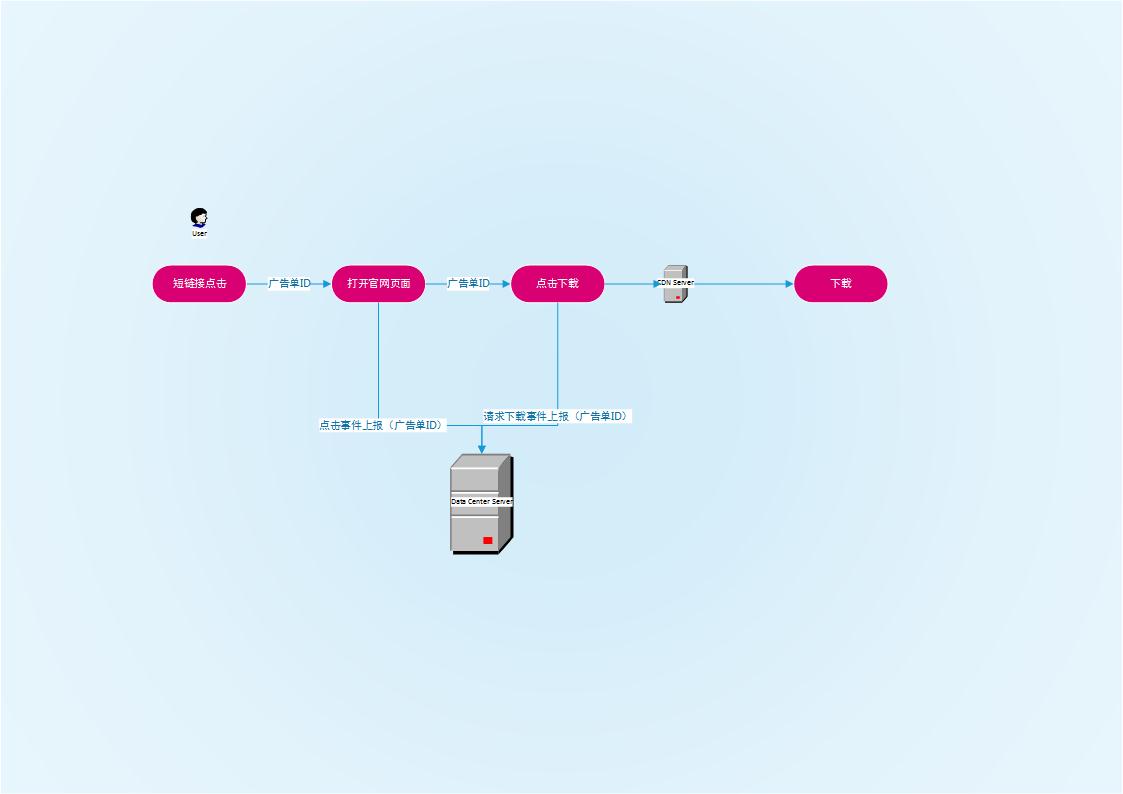 User
短链接点击
广告单ID
打开官网页面
广告单ID
点击下载
CDN Server
下载
请求下载事件上报（广告单ID）
点击事件上报（广告单ID）
Data Center Server